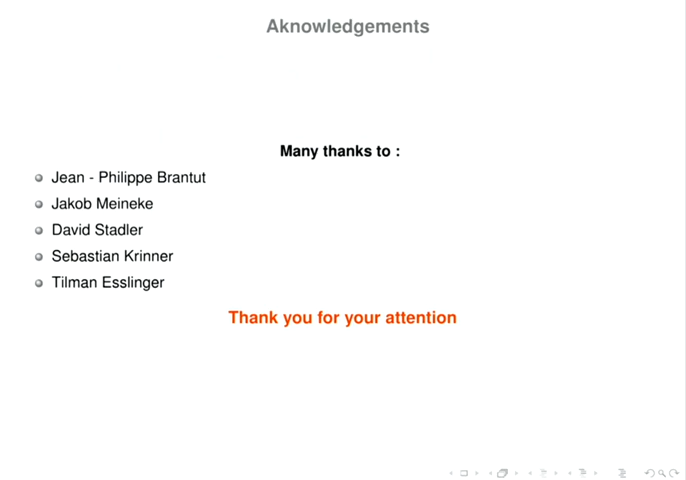 Aknowledgements
Many thanks to :
Jean - Philippe Brantut
Jakob Meineke
David Stadler
Sebastian Krinner
Tilman Esslinger
Thank you for your attention